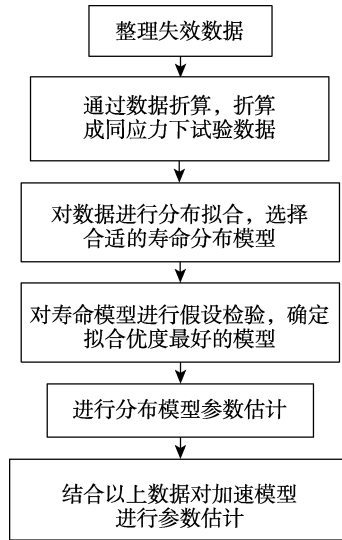 整理失效数据
通过数据折算，折算
成同应力下试验数据
对数据进行分布拟合，选择
合适的寿命分布模型
对寿命模型进行假设检验，确定
拟合优度最好的模型
进行分布模型参数估计
结合以上数据对加速模型
进行参数估计